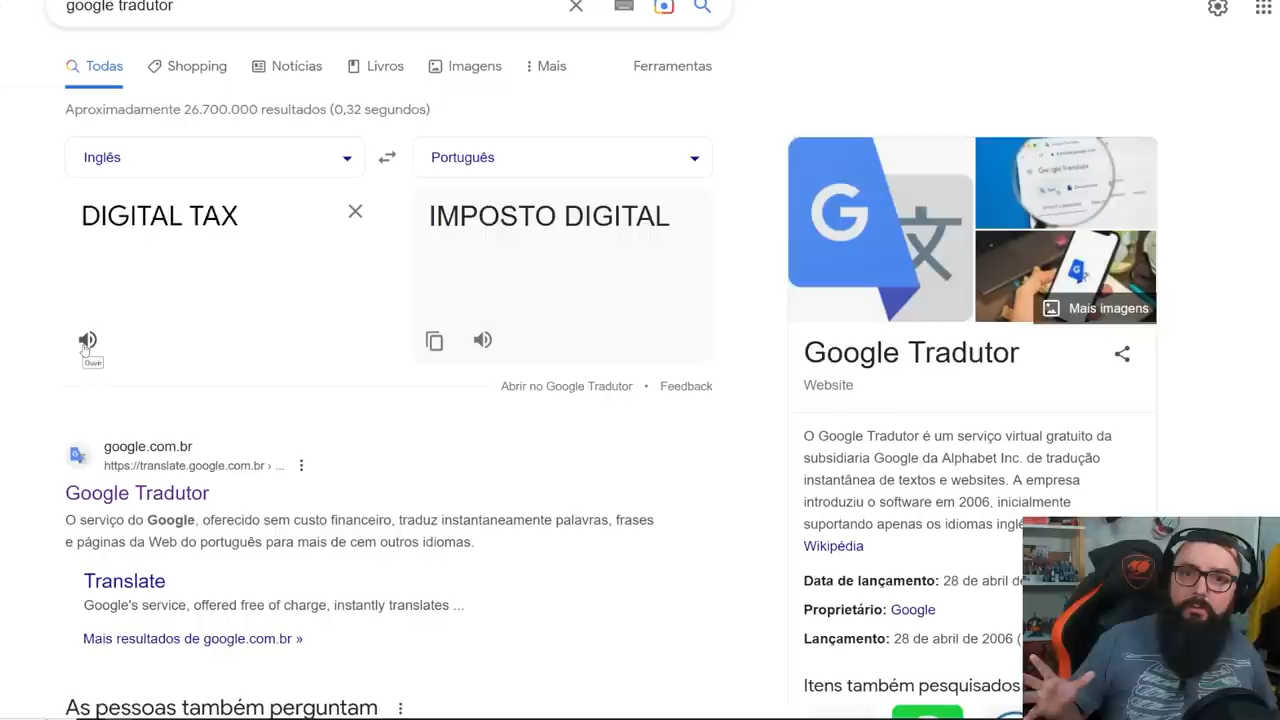 google tradutor
Todas
Shopping
Notícias
Livros
Imagens
Mais
Ferramentas
Aproximadamente 26.700.000 resultados (0,32 segundos)
Inglês
Português
DIGITAL TAX
IMPOSTO DIGITAL
Ouvir
Abrir no Google Tradutor • Feedback
google.com.br
https://translate.google.com.br › ...
Google Tradutor
O serviço do Google, oferecido sem custo financeiro, traduz instantaneamente palavras, frases
e páginas da Web do português para mais de cem outros idiomas.
Translate
Google's service, offered free of charge, instantly translates ...
Mais resultados de google.com.br »
As pessoas também perguntam
G
文
Mais imagens
Google Tradutor
Website
O Google Tradutor é um serviço virtual gratuito da
subsidiaria Google da Alphabet Inc. de tradução
instantânea de textos e websites. A empresa
introduziu o software em 2006, inicialmente
suportando apenas os idiomas inglê
Wikipédia
Data de lançamento: 28 de abril de
Proprietário: Google
Lançamento: 28 de abril de 2006 (
Itens também pesquisados